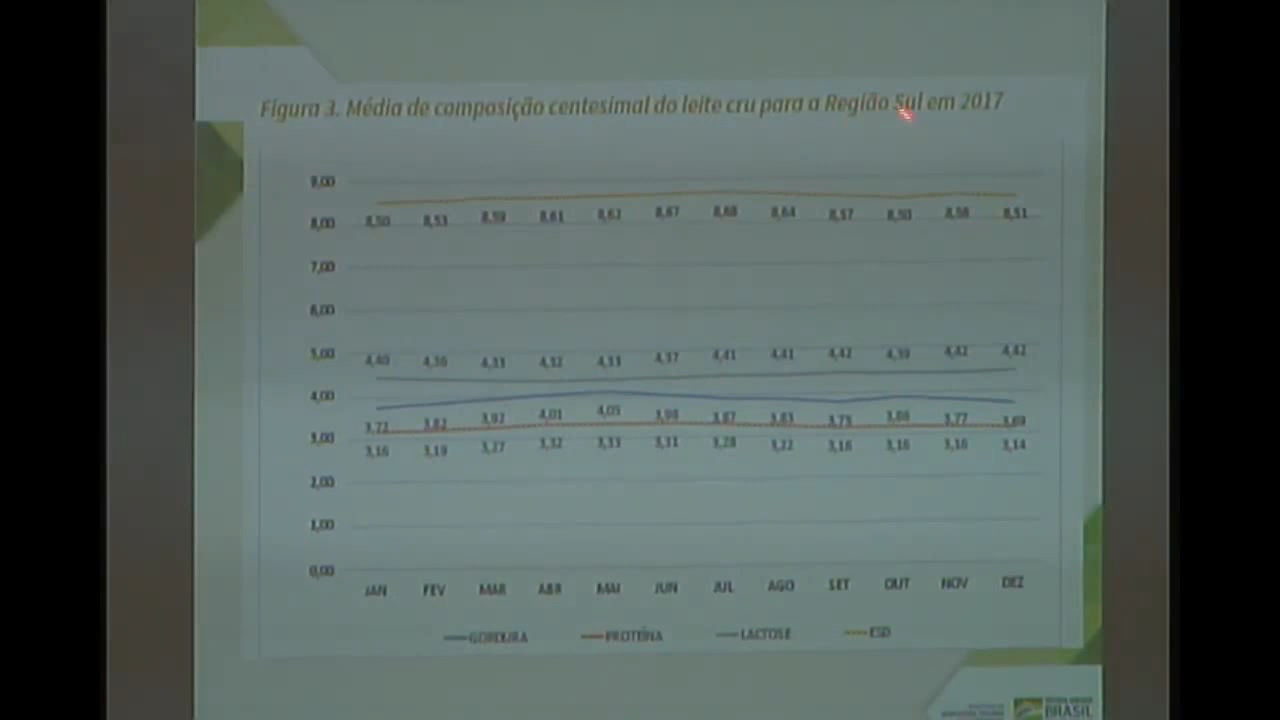 Figura 3. Média de composição centesimal do leite cru para a Região Sul em 2017
9,00
8,50 8,53 8,59 8,61 8,62 8,67 8,68 8,64 8,57 8,50 8,51
8,00
7,00
6,00
5,00
4,40 4,36 4,33 4,32 4,33 4,37 4,41 4,41 4,42 4,39 4,42 4,42
4,00
3,72 3,82 3,92 4,01 4,05 3,98 3,87 3,83 3,73 3,88 3,77 3,69
3,00
3,16 3,19 3,27 3,32 3,33 3,31 3,28 3,22 3,16 3,16 3,16 3,14
2,00
1,00
0,00
JAN FEV MAR ABR MAI JUN JUL AGO SET OUT NOV DEZ
GORDURA PROTEÍNA LACTOSE ESD
BRASIL